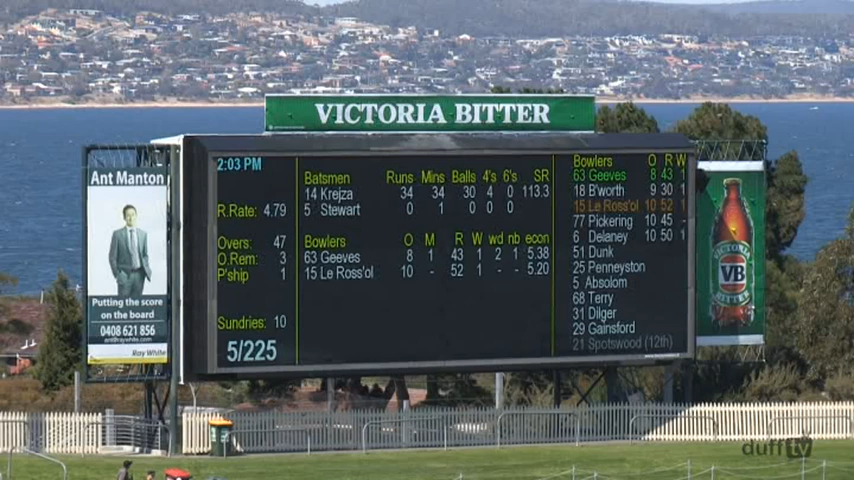 VICTORIA BITTER
Ant Manton
Putting the score
on the board
0408 621 856
ant@raywhite.com
Ray White
2:03 PM
R.Rate: 4.79
Overs: 47
O.Rem: 3
P'ship 1
Sundries: 10
5/225
Batsmen Runs Mins Balls 4's 6's SR
14 Krejza 34 34 30 4 0 113.3
5 Stewart 0 1 0 0 0
Bowlers O M R W wd nb econ
63 Geeves 8 1 43 1 2 1 5.38
15 Le Ross'ol 10 - 52 1 - - 5.20
Bowlers O R W
63 Geeves 8 43 1
18 B'worth 9 30 1
15 Le Ross'ol 10 52 1
77 Pickering 10 45 -
6 Delaney 10 50 1
51 Dunk
25 Penneyston
5 Absolom
68 Terry
31 Dilger
29 Gainsford
21 Spotswood (12th)
VICTORIA
VB
BITTER
duff tv